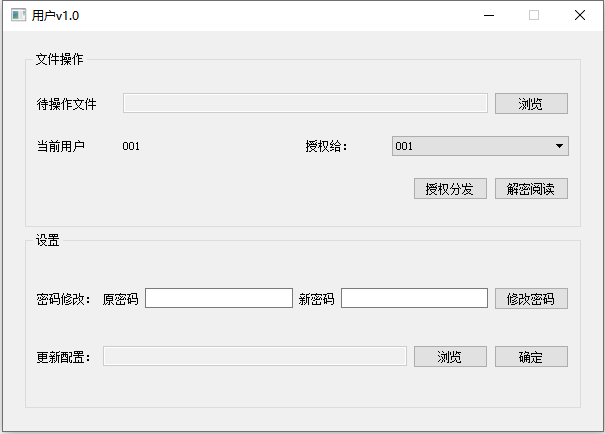 用户v1.0
文件操作
待操作文件 浏览
当前用户 001 授权给： 001
授权分发 解密阅读
设置
密码修改： 原密码 新密码 修改密码
更新配置： 浏览 确定